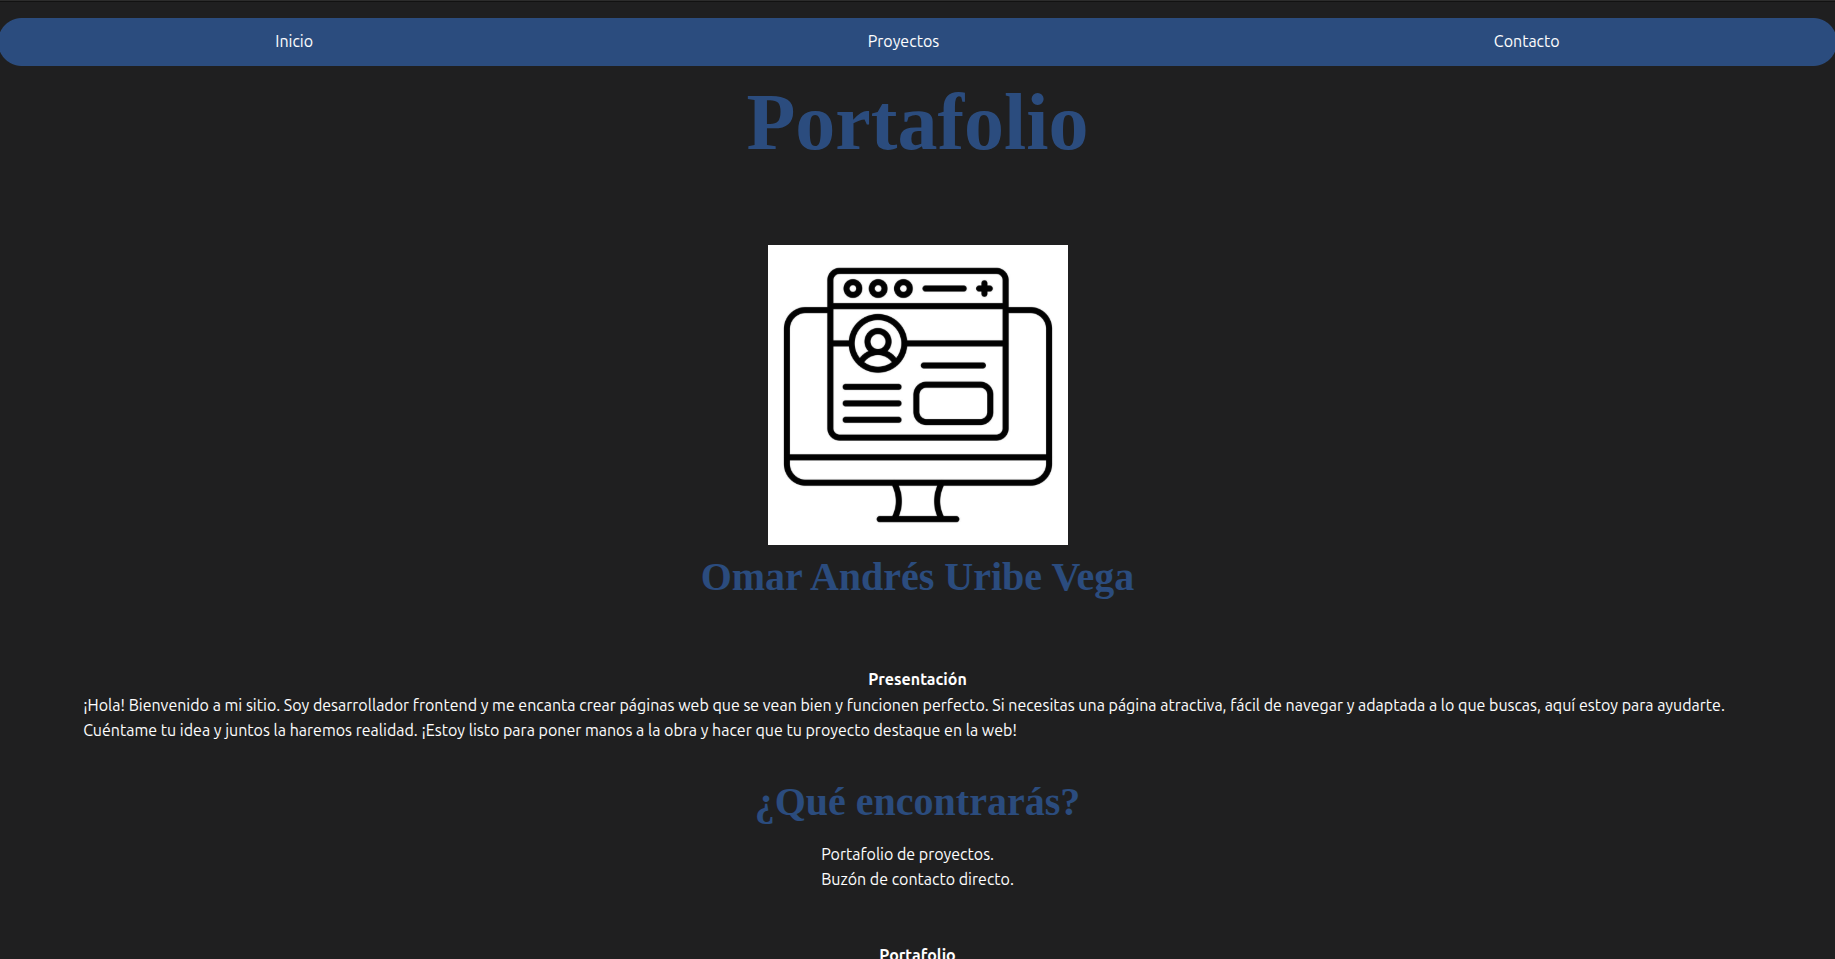 Inicio Proyectos Contacto
Portafolio
Omar Andrés Uribe Vega
Presentación
¡Hola! Bienvenido a mi sitio. Soy desarrollador frontend y me encanta crear páginas web que se vean bien y funcionen perfecto. Si necesitas una página atractiva, fácil de navegar y adaptada a lo que buscas, aquí estoy para ayudarte.
Cuéntame tu idea y juntos la haremos realidad. ¡Estoy listo para poner manos a la obra y hacer que tu proyecto destaque en la web!
¿Qué encontrarás?
Portafolio de proyectos.
Buzón de contacto directo.
Portafolio